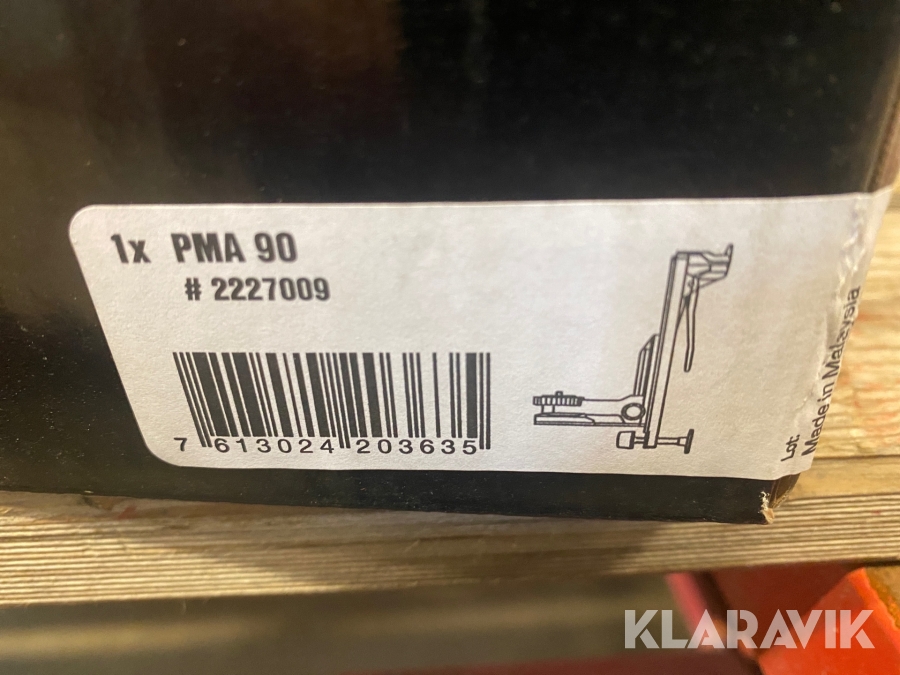 1x PMA 90
# 2227009
7 613024 203635
Lot:
Made in Malaysia
KLARAVIK